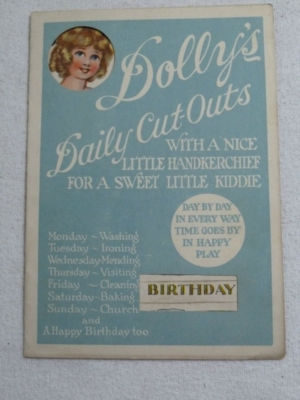 Dolly's
Daily Cut-Outs
WITH A NICE
LITTLE HANDKERCHIEF
FOR A SWEET LITTLE KIDDIE
DAY BY DAY
IN EVERY WAY
TIME GOES BY
IN HAPPY
PLAY
Monday ~ Washing
Tuesday ~ Ironing
Wednesday-Mending
Thursday ~ Visiting
Friday ~ Cleaning
Saturday-Baking
Sunday ~ Church
and
A Happy Birthday too
BIRTHDAY